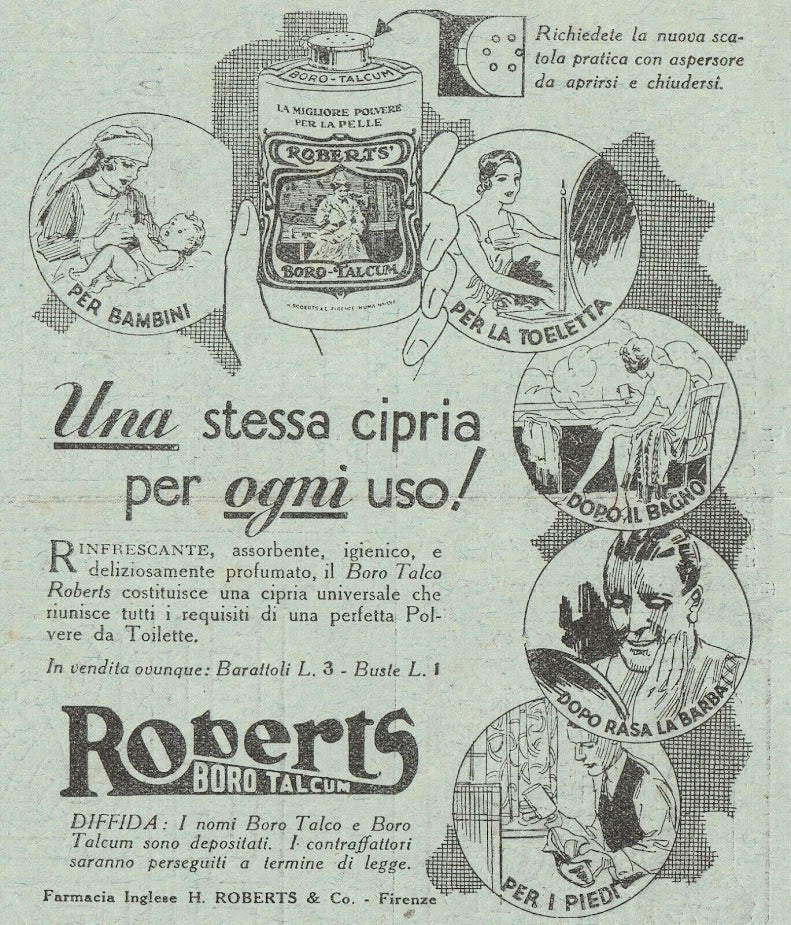 Richiedete la nuova sca-
tola pratica con aspersore
da aprirsi e chiudersi.
BORO-TALCUM
LA MIGLIORE POLVERE
PER LA PELLE
ROBERTS'
BORO-TALCUM
PER BAMBINI
PER LA TOELETTA
DOPO IL BAGNO
DOPO RASA LA BARBA
PER I PIEDI
Una stessa cipria
per ogni uso!
RINFRESCANTE, assorbente, igienico, e
deliziosamente profumato, il Boro Talco
Roberts costituisce una cipria universale che
riunisce tutti i requisiti di una perfetta Pol-
vere da Toilette.
In vendita ovunque: Barattoli L. 3 - Buste L. 1
Roberts
BORO TALCUM
DIFFIDA: I nomi Boro Talco e Boro
Talcum sono depositati. I contraffattori
saranno perseguiti a termine di legge.
Farmacia Inglese H. ROBERTS & Co. - Firenze